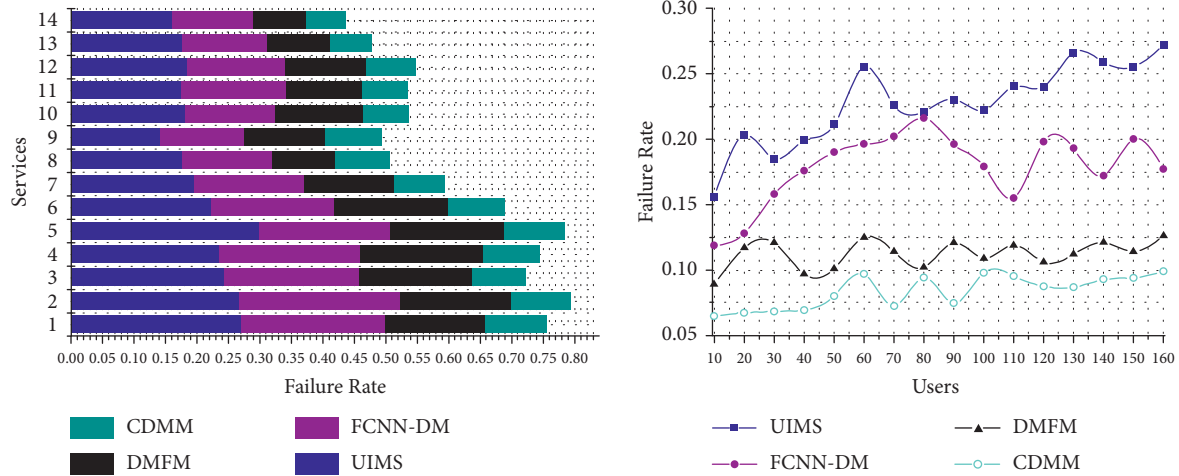 14
13
12
11
10
9
8
7
6
5
4
3
2
1
Services
0.00 0.05 0.10 0.15 0.20 0.25 0.30 0.35 0.40 0.45 0.50 0.55 0.60 0.65 0.70 0.75 0.80
Failure Rate
CDMM FCNN-DM
DMFM UIMS
0.30
0.25
0.20
0.15
0.10
0.05
Failure Rate
10 20 30 40 50 60 70 80 90 100 110 120 130 140 150 160
Users
UIMS DMFM
FCNN-DM CDMM